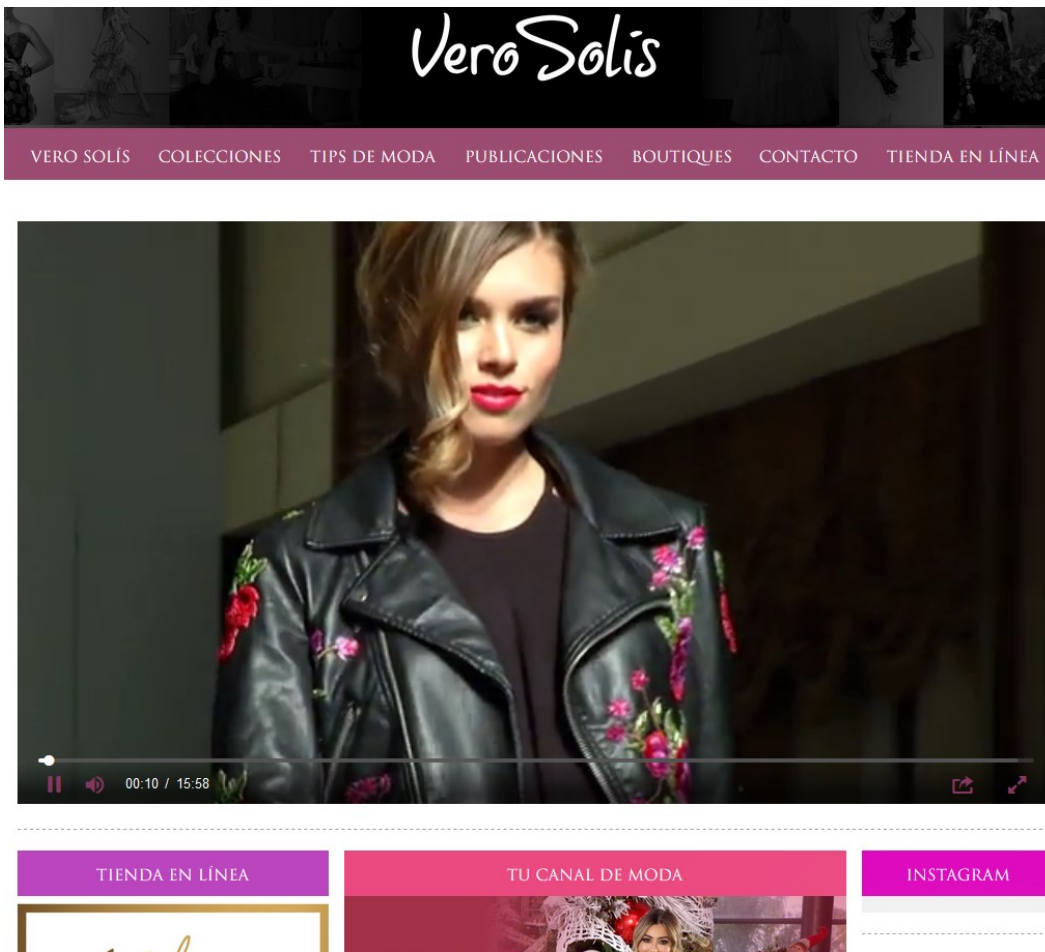 Vero Solis
VERO SOLÍS COLECCIONES TIPS DE MODA PUBLICACIONES BOUTIQUES CONTACTO TIENDA EN LÍNEA
00:10 / 15:58
TIENDA EN LÍNEA
TU CANAL DE MODA
INSTAGRAM